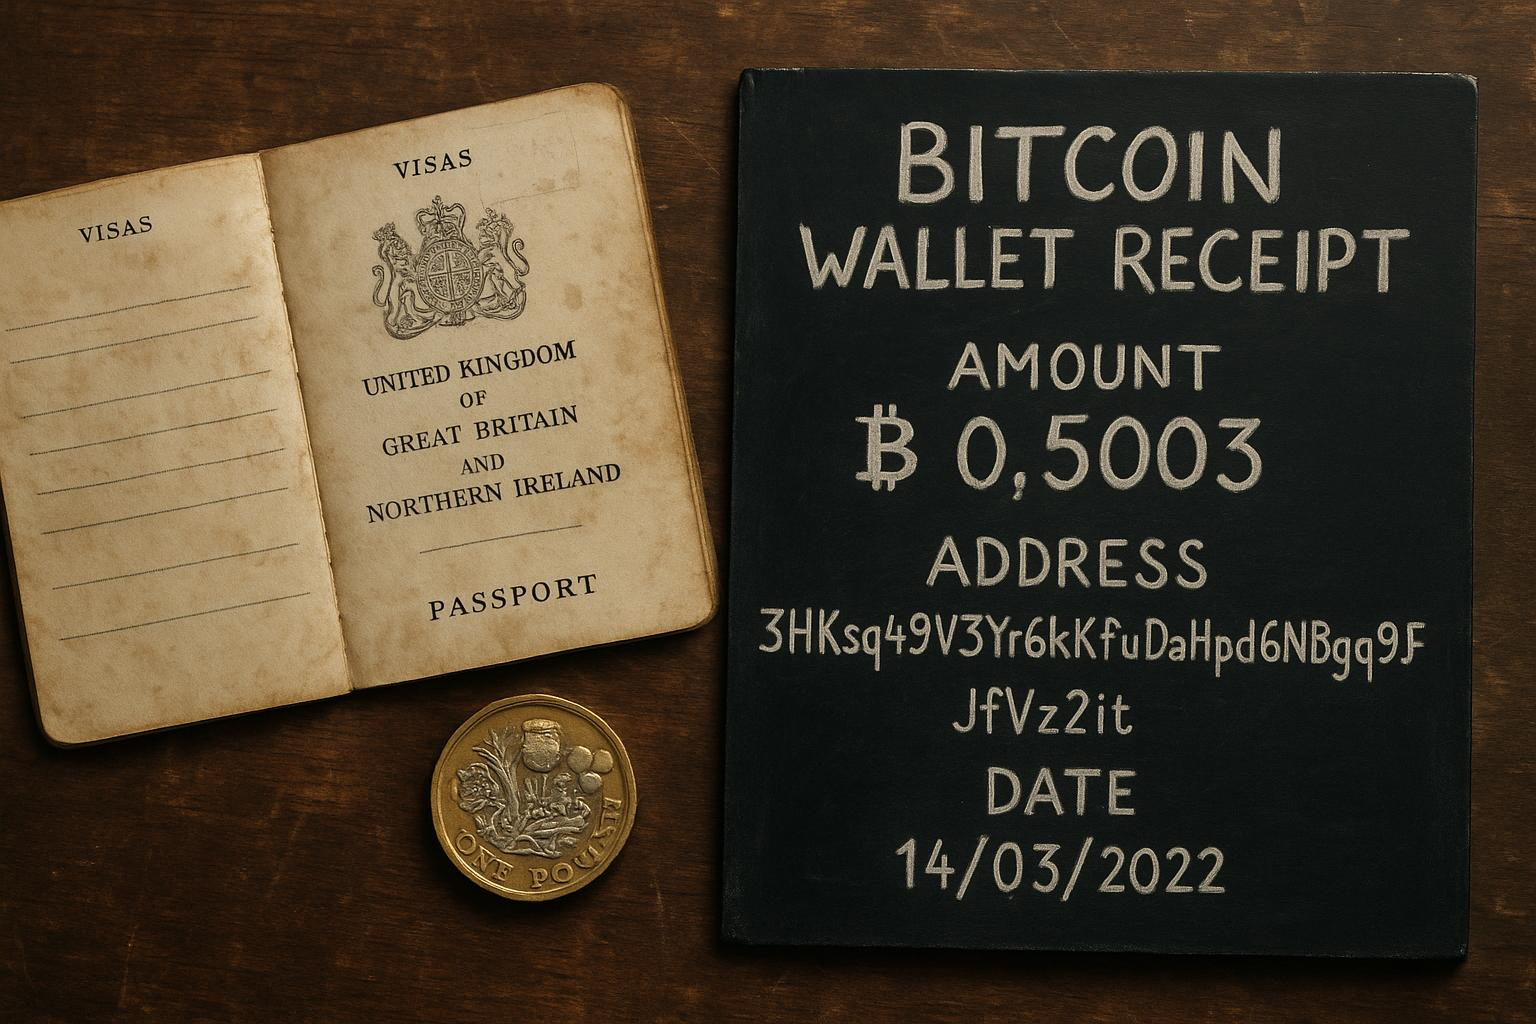 VISAS
VISAS
UNITED KINGDOM
OF
GREAT BRITAIN
AND
NORTHERN IRELAND
PASSPORT
ONE POUND
BITCOIN
WALLET RECEIPT
AMOUNT
₿ 0,5003
ADDRESS
3HKsq49V3Yr6kKfuDaHpd6NBgq9F
JfVz2it
DATE
14/03/2022